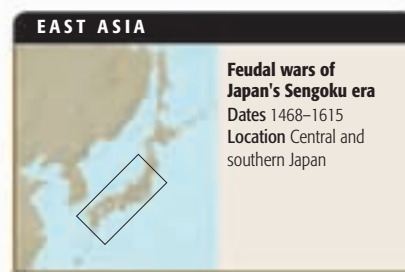 EAST ASIA
Feudal wars of
Japan's Sengoku era
Dates 1468–1615
Location Central and
southern Japan